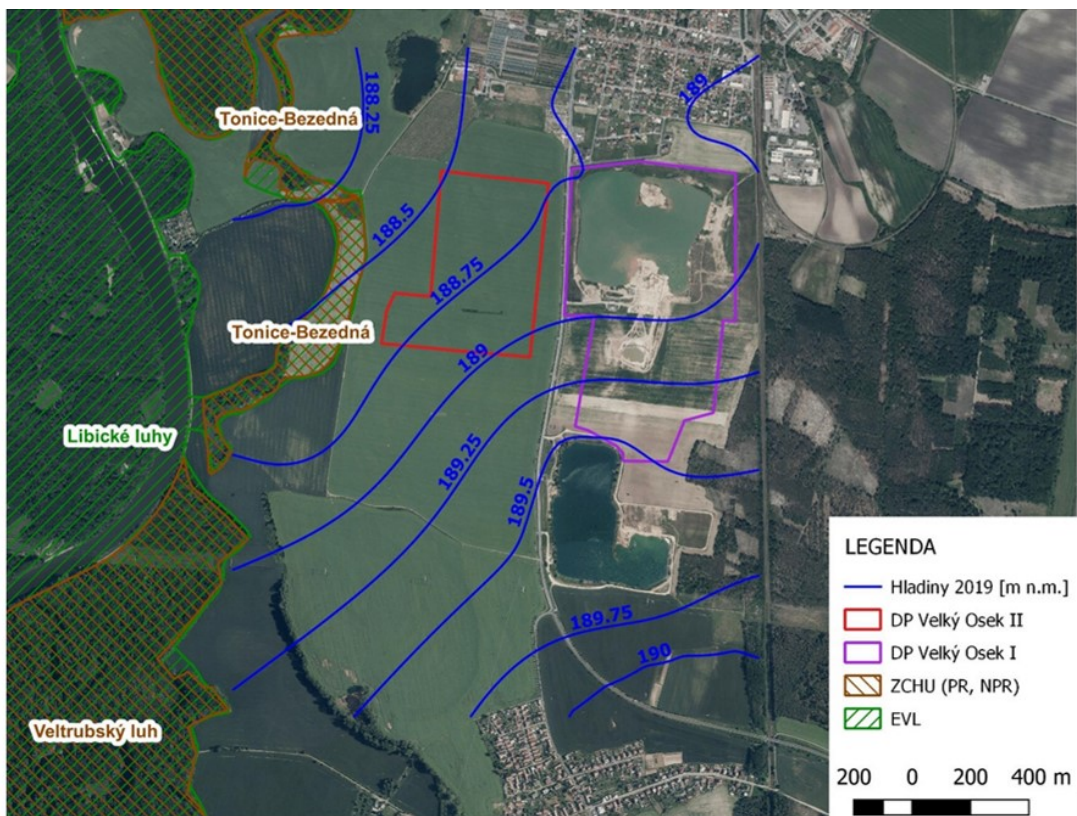 188.25
189
Tonice-Bezedná
188.5
188.75
Tonice-Bezedná
189
Libické luhy
189.25
189.5
189.75
190
Veltrubský luh
LEGENDA
Hladiny 2019 [m n.m.]
DP Velký Osek II
DP Velký Osek I
ZCHU (PR, NPR)
EVL
200 0 200 400 m